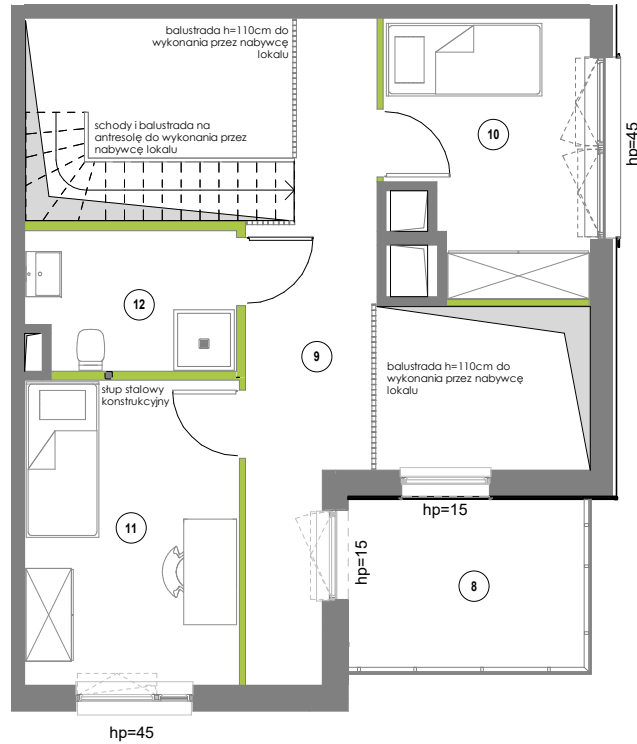 balustrada h=110cm do
wykonania przez nabywcę
lokalu
schody i balustrada na
antresolę do wykonania przez
nabywcę lokalu
10
hp=45
12
9
słup stalowy
konstrukcyjny
balustrada h=110cm do
wykonania przez nabywcę
lokalu
11
hp=15
hp=15
8
hp=45